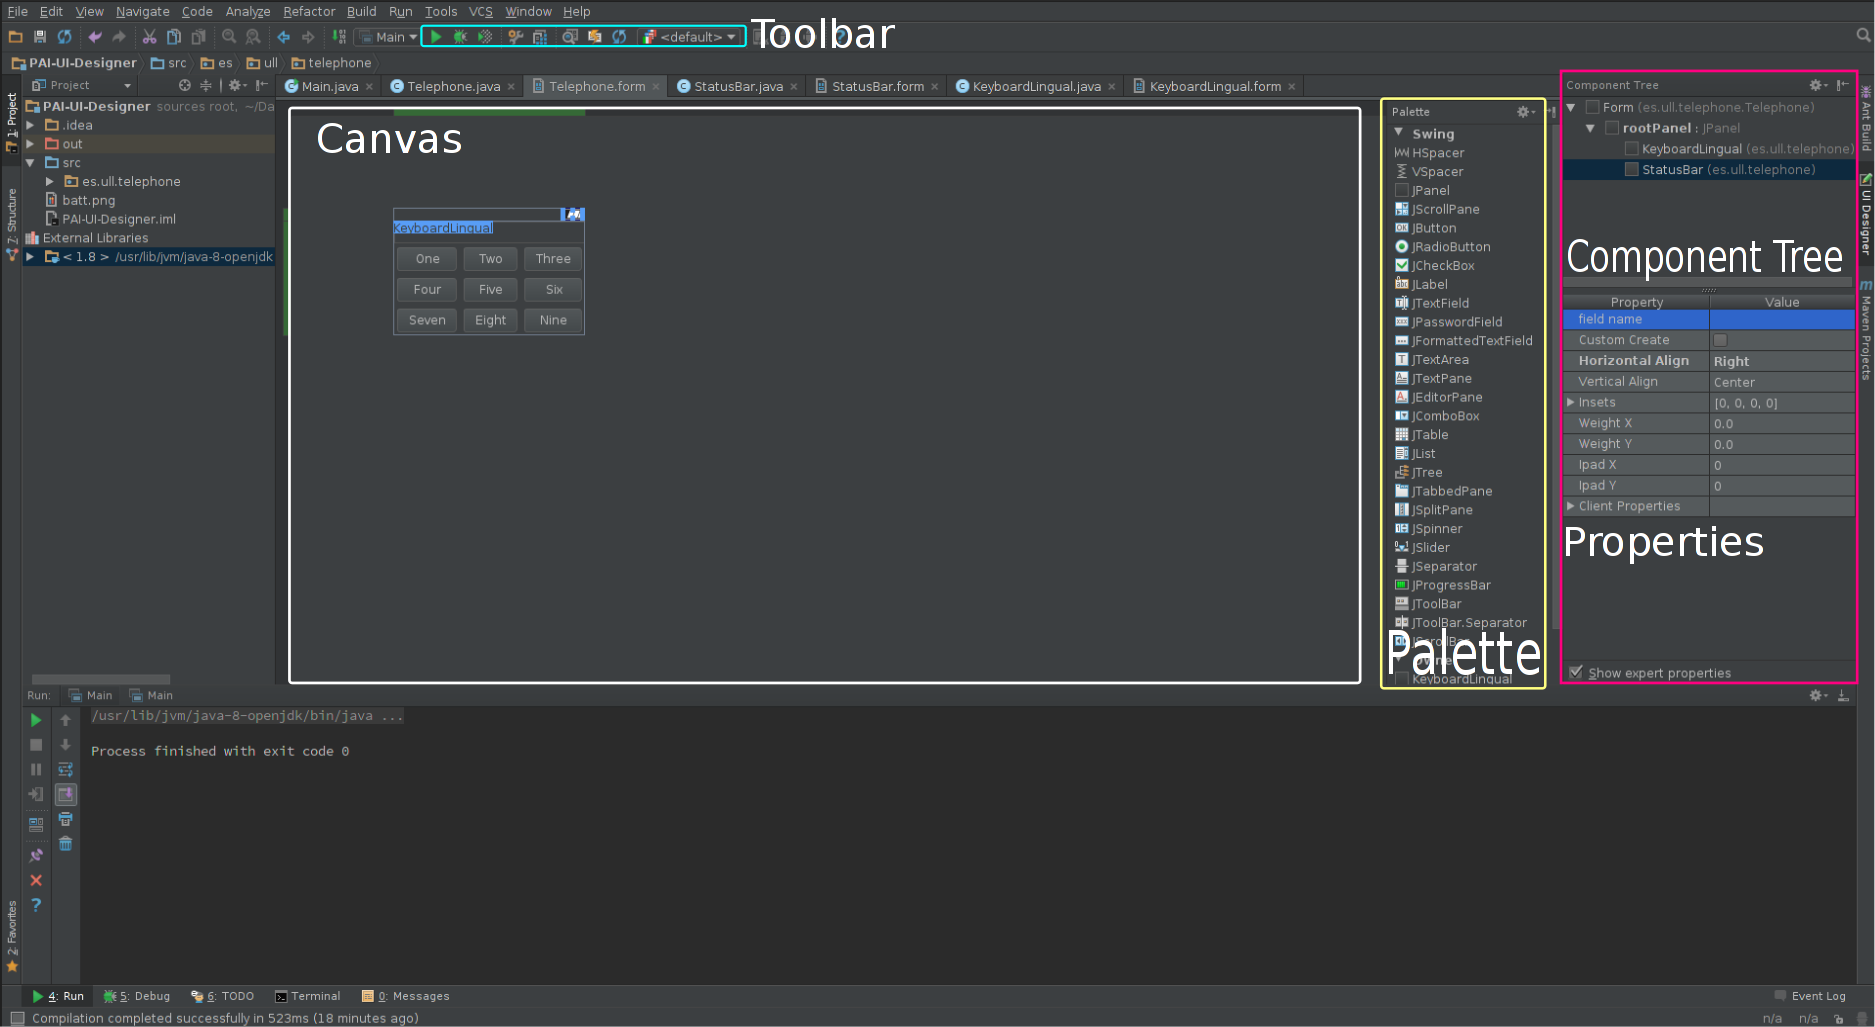 File Edit View Navigate Code Analyze Refactor Build Run Tools VCS Window Help
Main <default> Toolbar
PAI-UI-Designer src es ull telephone
Project
Main.java Telephone.java Telephone.form StatusBar.java StatusBar.form KeyboardLingual.java KeyboardLingual.form
1: Project
7: Structure
2: Favorites
PAI-UI-Designer sources root, ~/Da
.idea
out
src
es.ull.telephone
batt.png
PAI-UI-Designer.iml
External Libraries
< 1.8 > /usr/lib/jvm/java-8-openjdk
Canvas
KeyboardLingual
One Two Three
Four Five Six
Seven Eight Nine
Palette
Swing
HSpacer
VSpacer
JPanel
JScrollPane
JButton
JRadioButton
JCheckBox
JLabel
JTextField
JPasswordField
JFormattedTextField
JTextArea
JTextPane
JEditorPane
JComboBox
JTable
JList
JTree
JTabbedPane
JSplitPane
JSpinner
JSlider
JSeparator
JProgressBar
JToolBar
JToolBar.Separator
JScrollBar
Palette
KeyboardLingual
Component Tree
Form (es.ull.telephone.Telephone)
rootPanel : JPanel
KeyboardLingual (es.ull.telephone)
StatusBar (es.ull.telephone)
Component Tree
Property Value
field name
Custom Create
Horizontal Align Right
Vertical Align Center
Insets [0, 0, 0, 0]
Weight X 0.0
Weight Y 0.0
Ipad X 0
Ipad Y 0
Client Properties
Properties
Show expert properties
Ant Build
UI Designer
Maven Projects
Run: Main Main
/usr/lib/jvm/java-8-openjdk/bin/java ...
Process finished with exit code 0
4: Run 5: Debug 6: TODO Terminal 0: Messages Event Log
Compilation completed successfully in 523ms (18 minutes ago) n/a n/a